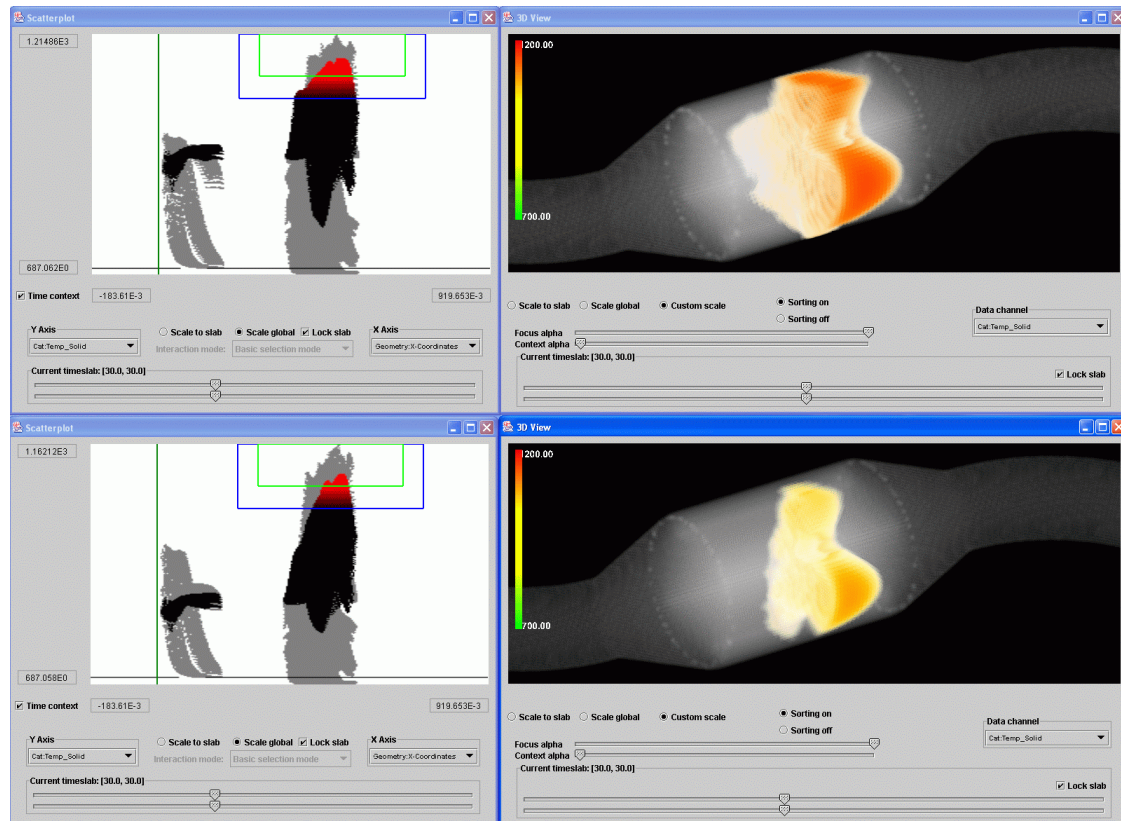 Scatterplot
1.21486E3
687.062E0
Time context
-183.61E-3
919.653E-3
Y Axis
Cat:Temp_Solid
Scale to slab
Scale global
Lock slab
Interaction mode:
Basic selection mode
X Axis
Geometry:X-Coordinates
Current timeslab: [30.0, 30.0]
3D View
1200.00
700.00
Scale to slab
Scale global
Custom scale
Sorting on
Sorting off
Data channel
Cat:Temp_Solid
Focus alpha
Context alpha
Current timeslab: [30.0, 30.0]
Lock slab
Scatterplot
1.16212E3
687.058E0
Time context
-183.61E-3
919.653E-3
Y Axis
Cat:Temp_Solid
Scale to slab
Scale global
Lock slab
Interaction mode:
Basic selection mode
X Axis
Geometry:X-Coordinates
Current timeslab: [30.0, 30.0]
3D View
1200.00
700.00
Scale to slab
Scale global
Custom scale
Sorting on
Sorting off
Data channel
Cat:Temp_Solid
Focus alpha
Context alpha
Current timeslab: [30.0, 30.0]
Lock slab